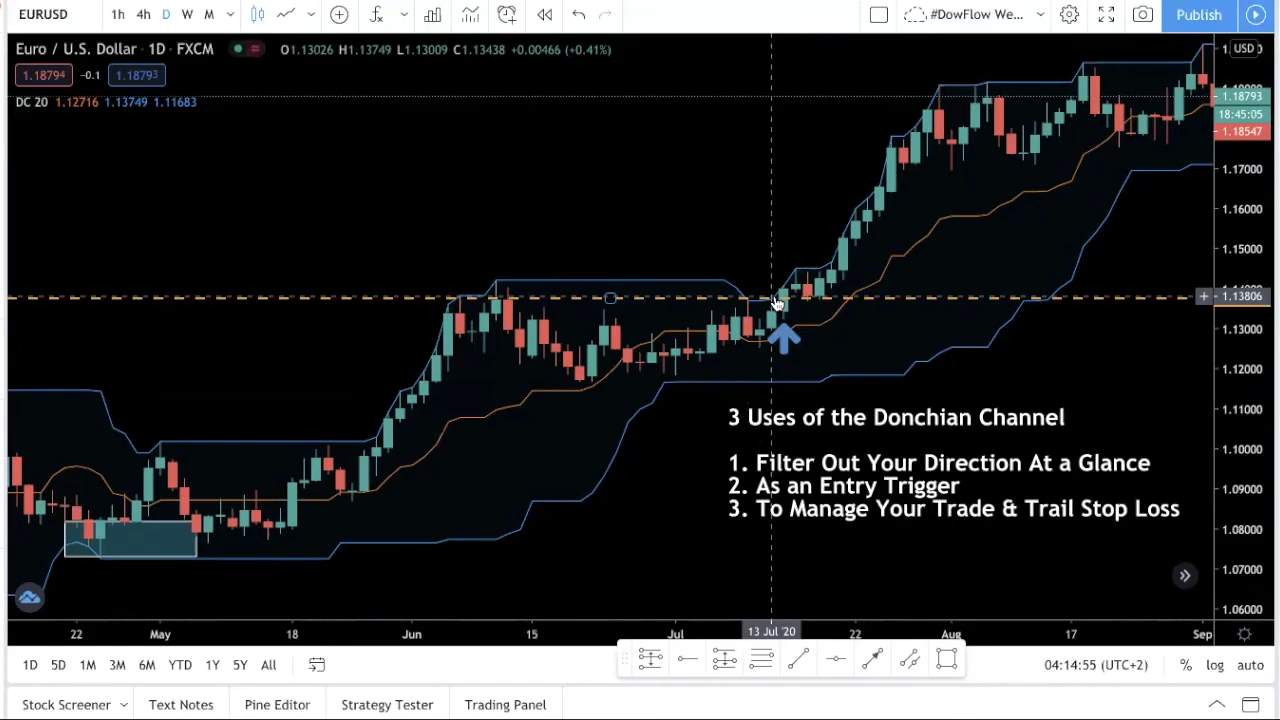 EURUSD 1h 4h D W M #DowFlow We... Publish
Euro / U.S. Dollar · 1D · FXCM O1.13026 H1.13749 L1.13009 C1.13438 +0.00466 (+0.41%) USD
1.18794 -0.1 1.18793
DC 20 1.12716 1.13749 1.11683
1.18793
18:45:05
1.18547
1.17000
1.16000
1.15000
1.13806
1.13000
1.12000
1.11000
1.10000
1.09000
1.08000
1.07000
1.06000
3 Uses of the Donchian Channel
1. Filter Out Your Direction At a Glance
2. As an Entry Trigger
3. To Manage Your Trade & Trail Stop Loss
22 May 18 Jun 15 Jul 13 Jul '20 22 Aug 17 Sep
1D 5D 1M 3M 6M YTD 1Y 5Y All 04:14:55 (UTC+2) % log auto
Stock Screener Text Notes Pine Editor Strategy Tester Trading Panel